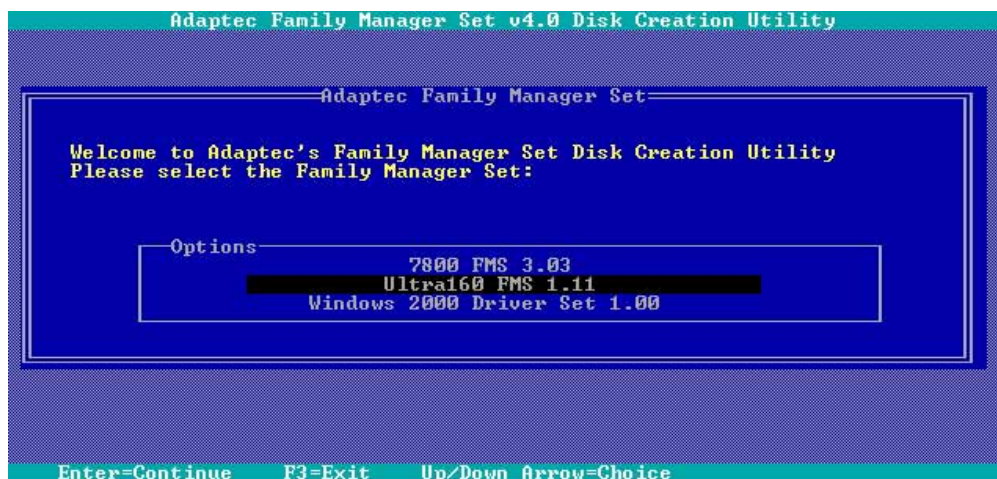 Adaptec Family Manager Set v4.0 Disk Creation Utility
Adaptec Family Manager Set
Welcome to Adaptec's Family Manager Set Disk Creation Utility
Please select the Family Manager Set:
Options
7800 FMS 3.03
Ultra160 FMS 1.11
Windows 2000 Driver Set 1.00
Enter=Continue F3=Exit Up/Down Arrow=Choice